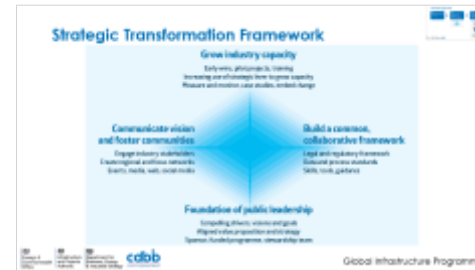 Strategic Transformation Framework
Grow industry capacity
Early wins, pilot projects, training
Increasing use of strategic here to grow capacity
Measure and monitor, case studies, embed change
Communicate vision
and foster communities
Engage industry stakeholders
Create regional and focus networks
Events, media, web, social media
Build a common,
collaborative framework
Legal and regulatory framework
Data and process standards
Skills, tools, guidance
Foundation of public leadership
Compelling drivers, visions and goals
Aligned value proposition and strategy
Sponsor, funded programme, stewardship team
cdbb
Global Infrastructure Programm